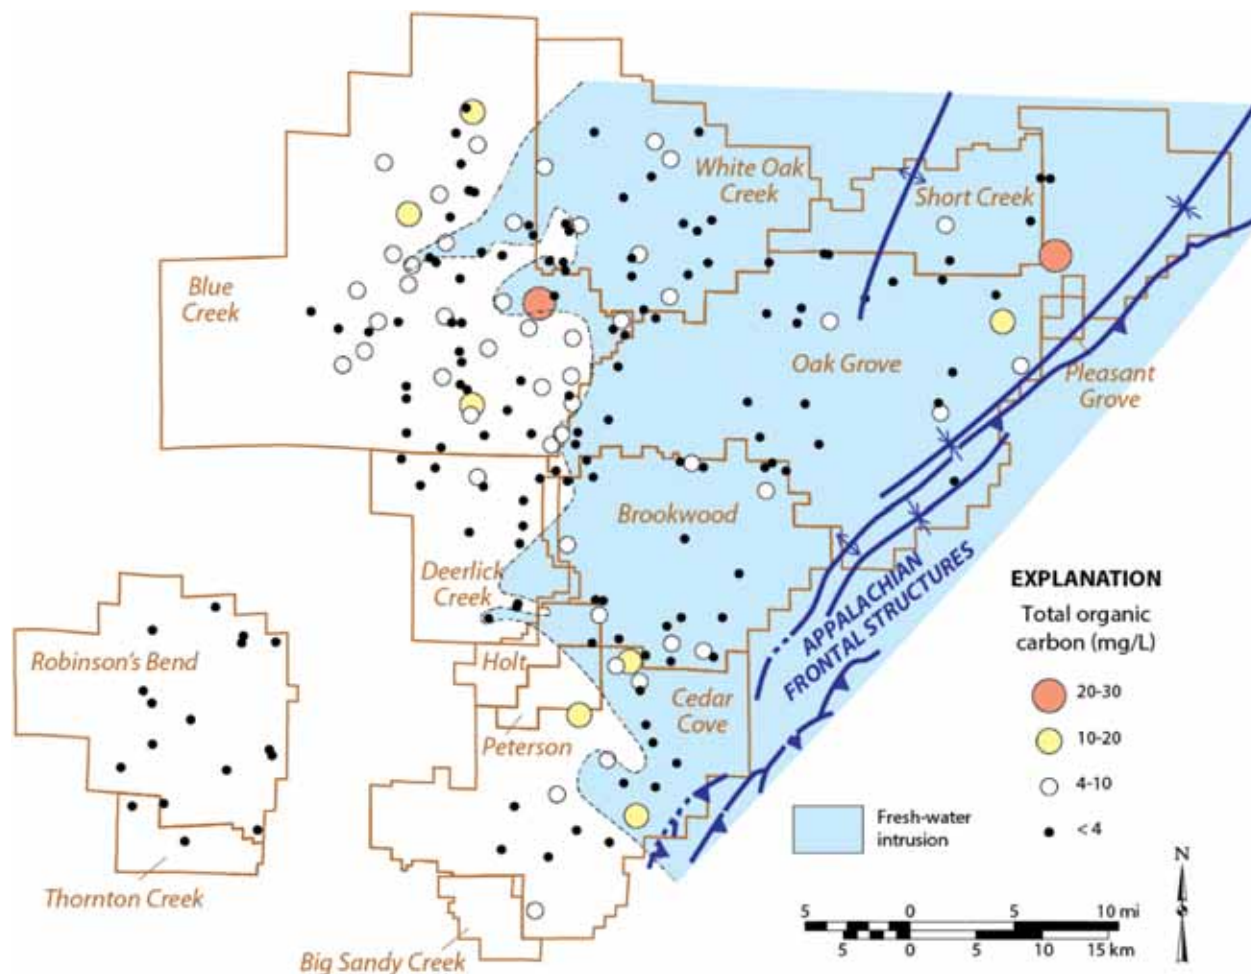 White Oak
Creek
Short Creek
Blue
Creek
Oak Grove
Pleasant
Grove
Brookwood
Deerlick
Creek
APPALACHIAN
FRONTAL STRUCTURES
Robinson's Bend
Holt
Cedar
Cove
Peterson
Thornton Creek
Big Sandy Creek
EXPLANATION
Total organic
carbon (mg/L)
20-30
10-20
4-10
< 4
Fresh-water
intrusion
N
5 0 5 10 mi
5 0 5 10 15 km